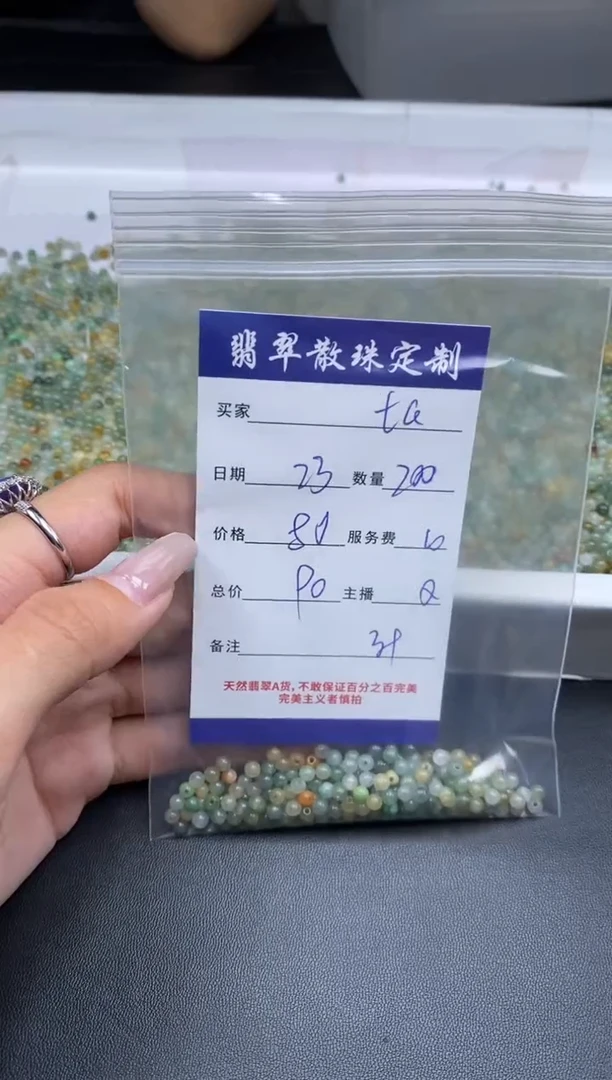 翡翠散珠定制
买家
日期 23 数量 200
价格 80 服务费 10
总价 90 主播 Q
备注
天然翡翠A货,不敢保证百分之百完美
完美主义者慎拍